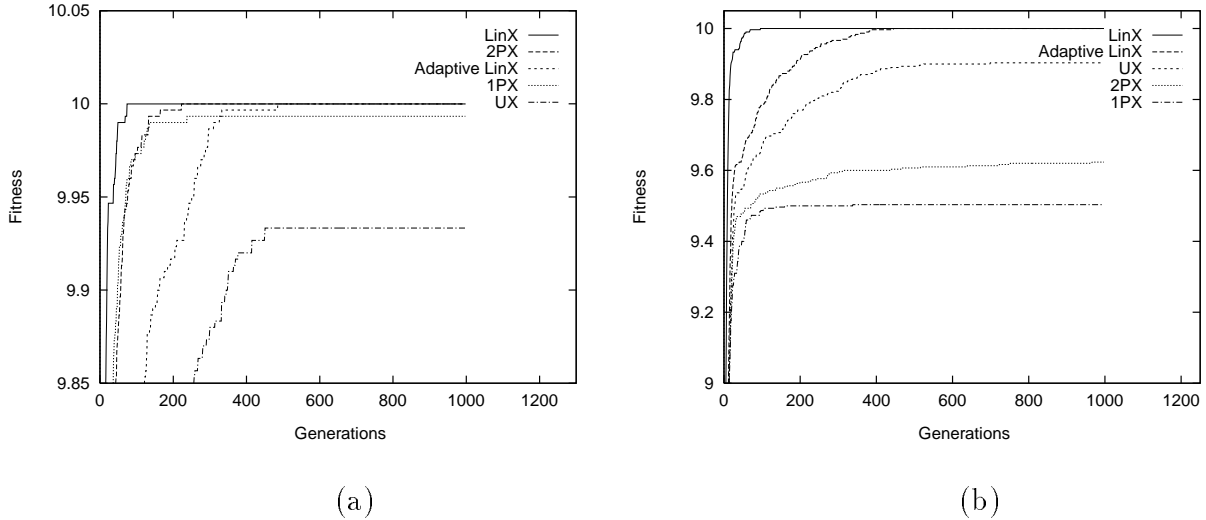 10.05
10
9.95
9.9
9.85
Fitness
0 200 400 600 800 1000 1200
Generations
LinX
2PX
Adaptive LinX
1PX
UX
(a)
10
9.8
9.6
9.4
9.2
9
Fitness
0 200 400 600 800 1000 1200
Generations
LinX
Adaptive LinX
UX
2PX
1PX
(b)